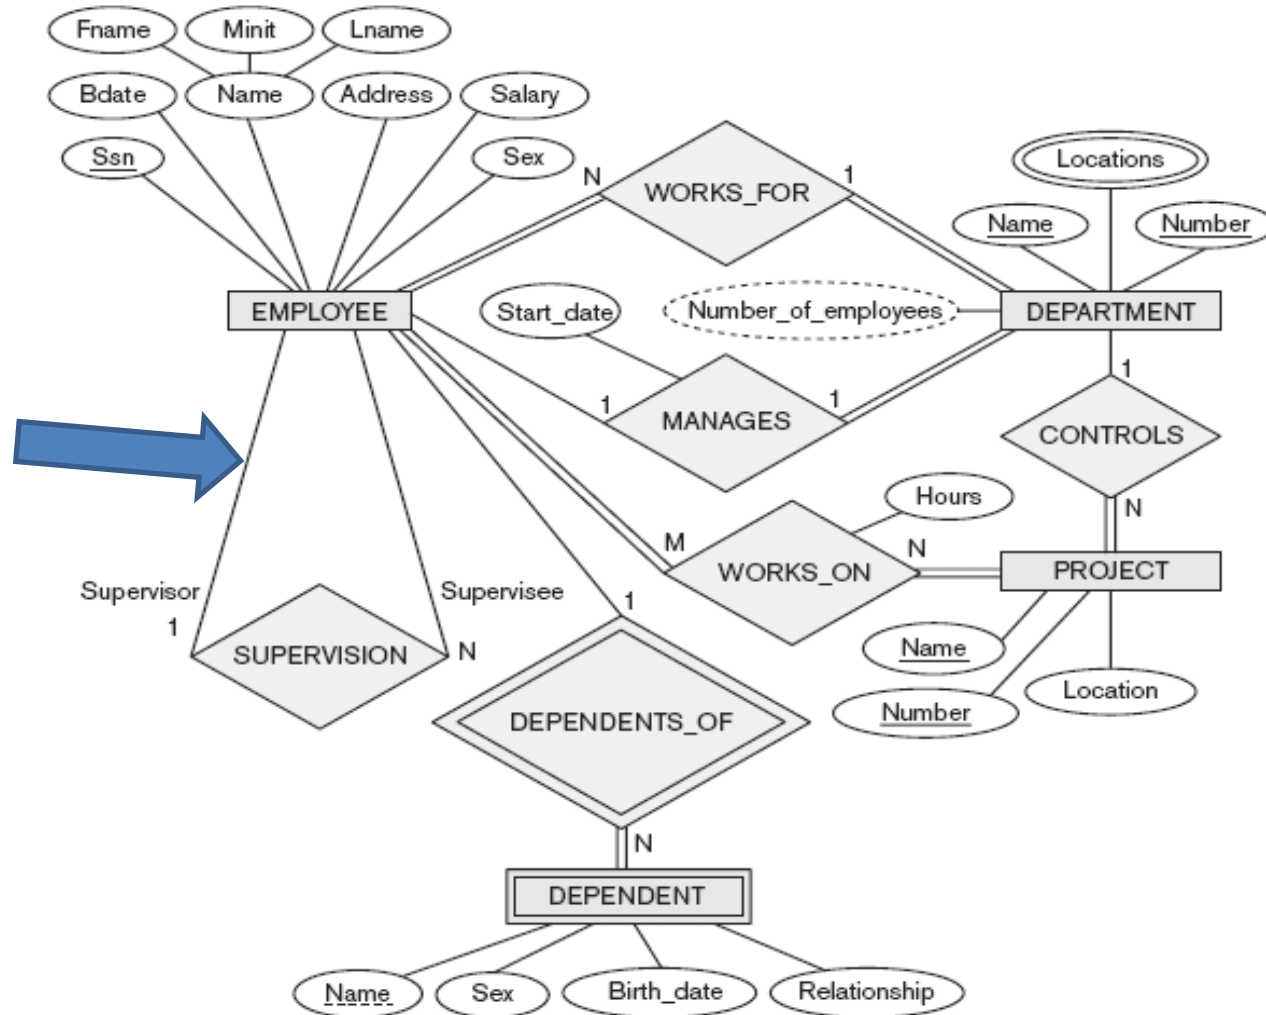 Fname Minit Lname
Bdate Name Address Salary
Ssn Sex
N WORKS_FOR 1
Locations
Name Number
EMPLOYEE
Start_date
Number_of_employees
DEPARTMENT
1 MANAGES 1
1
CONTROLS
N
Hours
M WORKS_ON N
PROJECT
Supervisor
1
Supervisee
SUPERVISION N
1
Name
Number
Location
DEPENDENTS_OF
N
DEPENDENT
Name Sex Birth_date Relationship